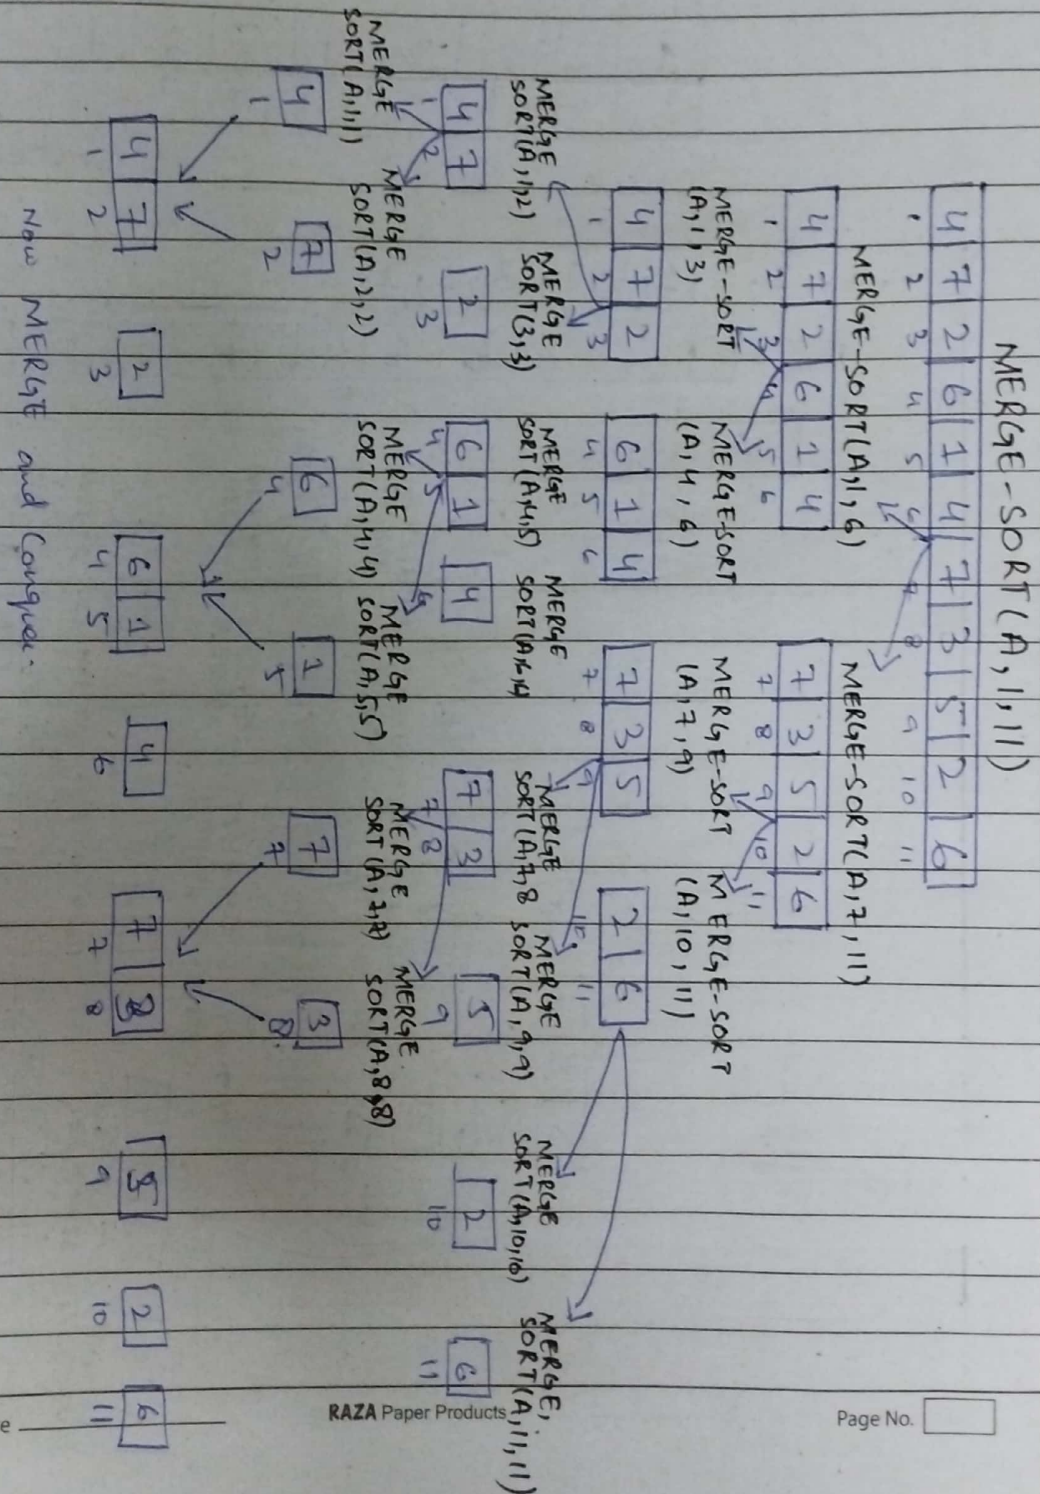 MERGE-SORT(A,1,11)
4 7 2 6 1 4 7 3 5 2 6
1 2 3 4 5 6 7 8 9 10 11
MERGE-SORT(A,1,6) MERGE-SORT(A,7,11)
4 7 2 6 1 4 7 3 5 2 6
1 2 3 4 5 6 7 8 9 10 11
MERGE-SORT MERGE-SORT MERGE-SORT MERGE-SORT
(A,1,3) (A,4,6) (A,7,9) (A,10,11)
4 7 2 6 1 4 7 3 5 2 6
1 2 3 4 5 6 7 8 9 10 11
MERGE MERGE MERGE MERGE MERGE MERGE MERGE MERGE,
SORT(A,1,2) SORT(3,3) SORT(A,4,5) SORT(A,7,8 SORT(A,9,9) SORT(A,10,10) SORT(A,11,11)
4 7 2 6 1 4 7 3 5 2 6
1 2 3 4 5 7 8 9 10 11
MERGE MERGE MERGE MERGE MERGE MERGE
SORT(A,1,1) SORT(A,2,2) SORT(A,4,4) SORT(A,5,5) SORT(A,7,7) SORT(A,8,8)
4 7 6 1 7 3
1 2 4 5 7 8
4 7 2 6 1 4 7 3 5 2 6
1 2 3 4 5 6 7 8 9 10 11
Now MERGE and Conquer:
RAZA Paper Products
Page No.